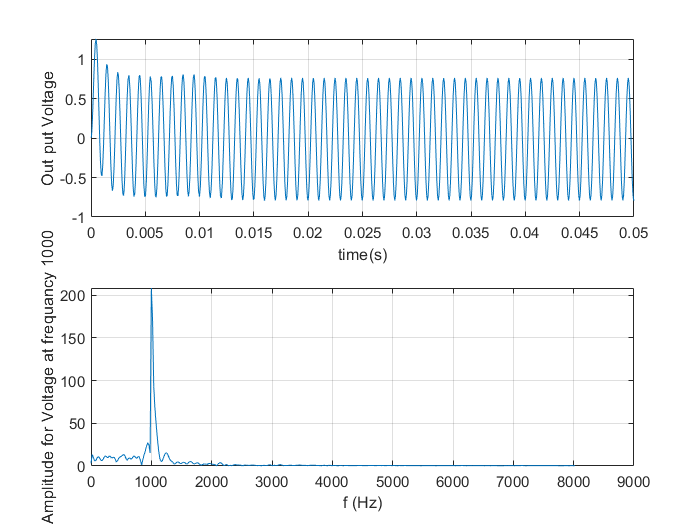 Out put Voltage
1
0.5
0
-0.5
-1
0 0.005 0.01 0.015 0.02 0.025 0.03 0.035 0.04 0.045 0.05
time(s)
Amplitude for Voltage at frequancy 1000
200
150
100
50
0
0 1000 2000 3000 4000 5000 6000 7000 8000 9000
f (Hz)